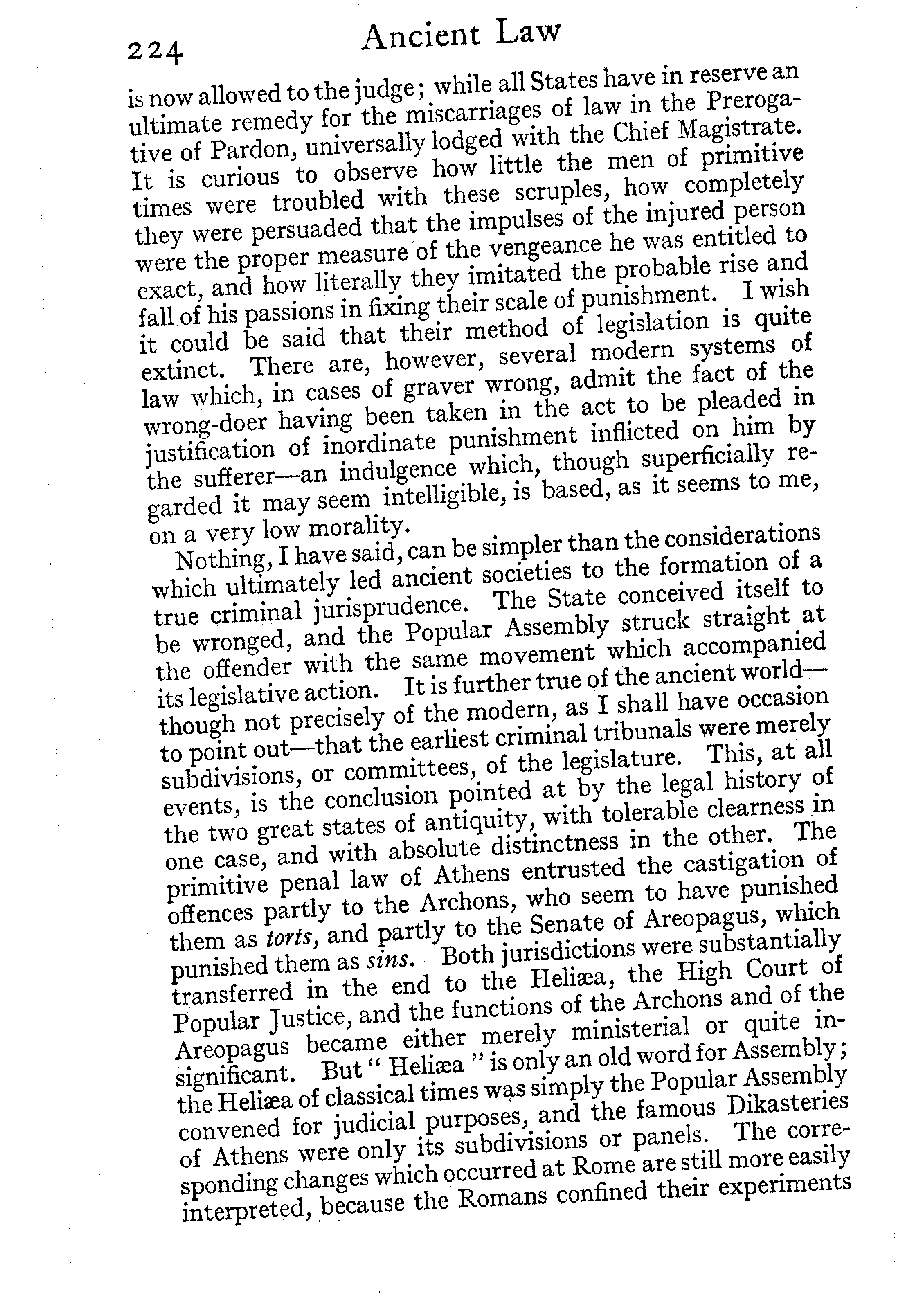 224
Ancient Law
is now allowed to the judge; while all States have in reserve an
ultimate remedy for the miscarriages of law in the Preroga-
tive of Pardon, universally lodged with the Chief Magistrate.
It is curious to observe how little the men of primitive
times were troubled with these scruples, how completely
they were persuaded that the impulses of the injured person
were the proper measure of the vengeance he was entitled to
exact, and how literally they imitated the probable rise and
fall of his passions in fixing their scale of punishment. I wish
it could be said that their method of legislation is quite
extinct. There are, however, several modern systems of
law which, in cases of graver wrong, admit the fact of the
wrong-doer having been taken in the act to be pleaded in
justification of inordinate punishment inflicted on him by
the sufferer—an indulgence which, though superficially re-
garded it may seem intelligible, is based, as it seems to me,
on a very low morality.
Nothing, I have said, can be simpler than the considerations
which ultimately led ancient societies to the formation of a
true criminal jurisprudence. The State conceived itself to
be wronged, and the Popular Assembly struck straight at
the offender with the same movement which accompanied
its legislative action. It is further true of the ancient world—
though not precisely of the modern, as I shall have occasion
to point out—that the earliest criminal tribunals were merely
subdivisions, or committees, of the legislature. This, at all
events, is the conclusion pointed at by the legal history of
the two great states of antiquity, with tolerable clearness in
one case, and with absolute distinctness in the other. The
primitive penal law of Athens entrusted the castigation of
offences partly to the Archons, who seem to have punished
them as torts, and partly to the Senate of Areopagus, which
punished them as sins. Both jurisdictions were substantially
transferred in the end to the Heliæa, the High Court of
Popular Justice, and the functions of the Archons and of the
Areopagus became either merely ministerial or quite in-
significant. But "Heliæa" is only an old word for Assembly;
the Heliæa of classical times was simply the Popular Assembly
convened for judicial purposes, and the famous Dikasteries
of Athens were only its subdivisions or panels. The corre-
sponding changes which occurred at Rome are still more easily
interpreted, because the Romans confined their experiments